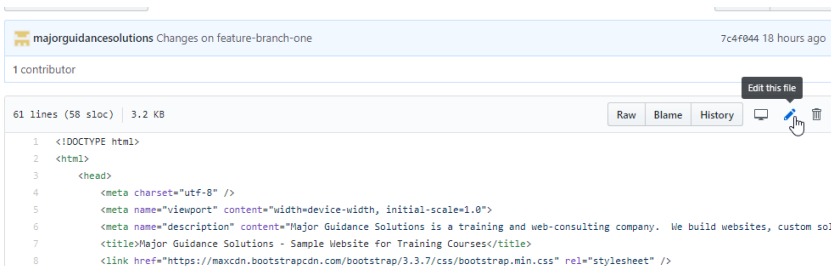 majorguidancesolutions Changes on feature-branch-one 7c4f044 18 hours ago
1 contributor
Edit this file
61 lines (58 sloc) 3.2 KB Raw Blame History
1 <!DOCTYPE html>
2 <html>
3 <head>
4 <meta charset="utf-8" />
5 <meta name="viewport" content="width=device-width, initial-scale=1.0">
6 <meta name="description" content="Major Guidance Solutions is a training and web-consulting company. We build websites, custom sol
7 <title>Major Guidance Solutions - Sample Website for Training Courses</title>
8 <link href="https://maxcdn.bootstrapcdn.com/bootstrap/3.3.7/css/bootstrap.min.css" rel="stylesheet" />